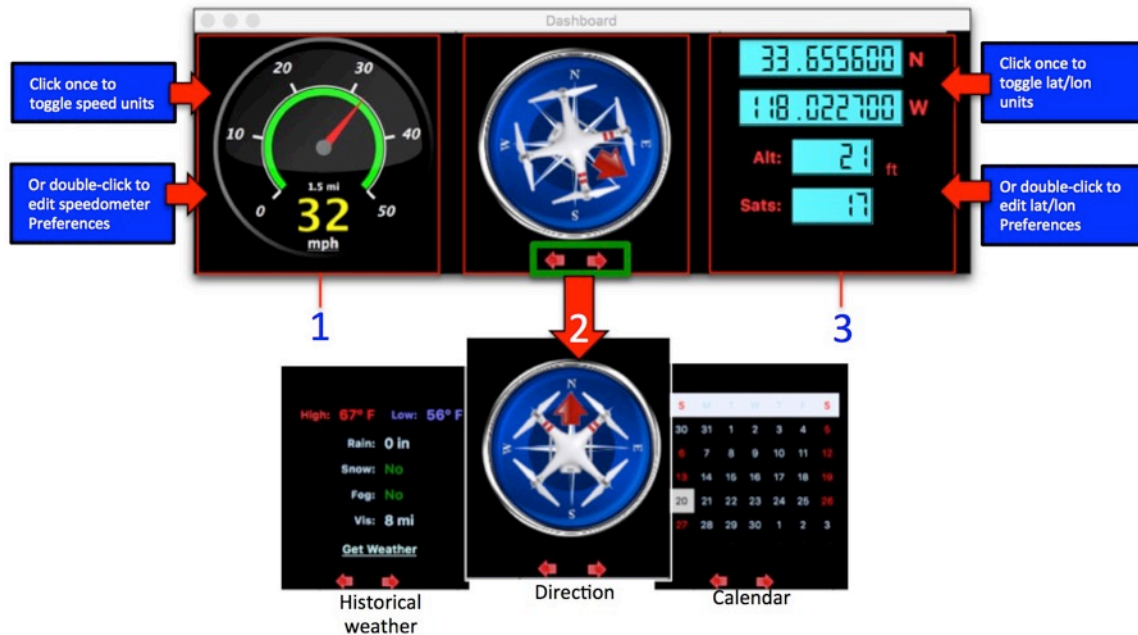 Dashboard
Click once to
toggle speed units
Or double-click to
edit speedometer
Preferences
0
10
20
30
40
50
1.5 mi
32
mph
N
E
S
W
33.655600 N
118.022700 W
Alt: 21 ft
Sats: 17
Click once to
toggle lat/lon
units
Or double-click to
edit lat/lon
Preferences
1
2
3
High: 67° F Low: 56° F
Rain: 0 in
Snow: No
Fog: No
Vis: 8 mi
Get Weather
Historical
weather
N
E
S
W
Direction
S M T W T F S
30 31 1 2 3 4 5
6 7 8 9 10 11 12
13 14 15 16 17 18 19
20 21 22 23 24 25 26
27 28 29 30 1 2 3
Calendar